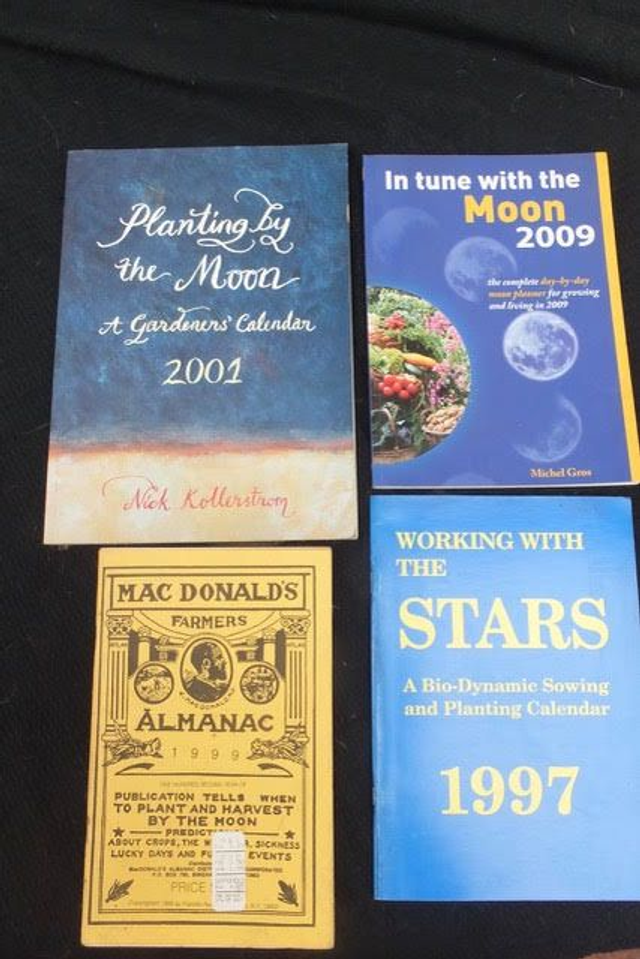 Planting by
the Moon
A Gardeners' Calendar
2001
Nick Kollerstrom
In tune with the
Moon
2009
the complete day-by-day
moon planner for growing
and living in 2009
Michel Gros
MAC DONALD'S
FARMERS
ALMANAC
1999
PUBLICATION TELLS WHEN
TO PLANT AND HARVEST
BY THE MOON
ABOUT CROPS, THE SICKNESS
LUCKY DAYS AND EVENTS
PRICE
WORKING WITH
THE
STARS
A Bio-Dynamic Sowing
and Planting Calendar
1997